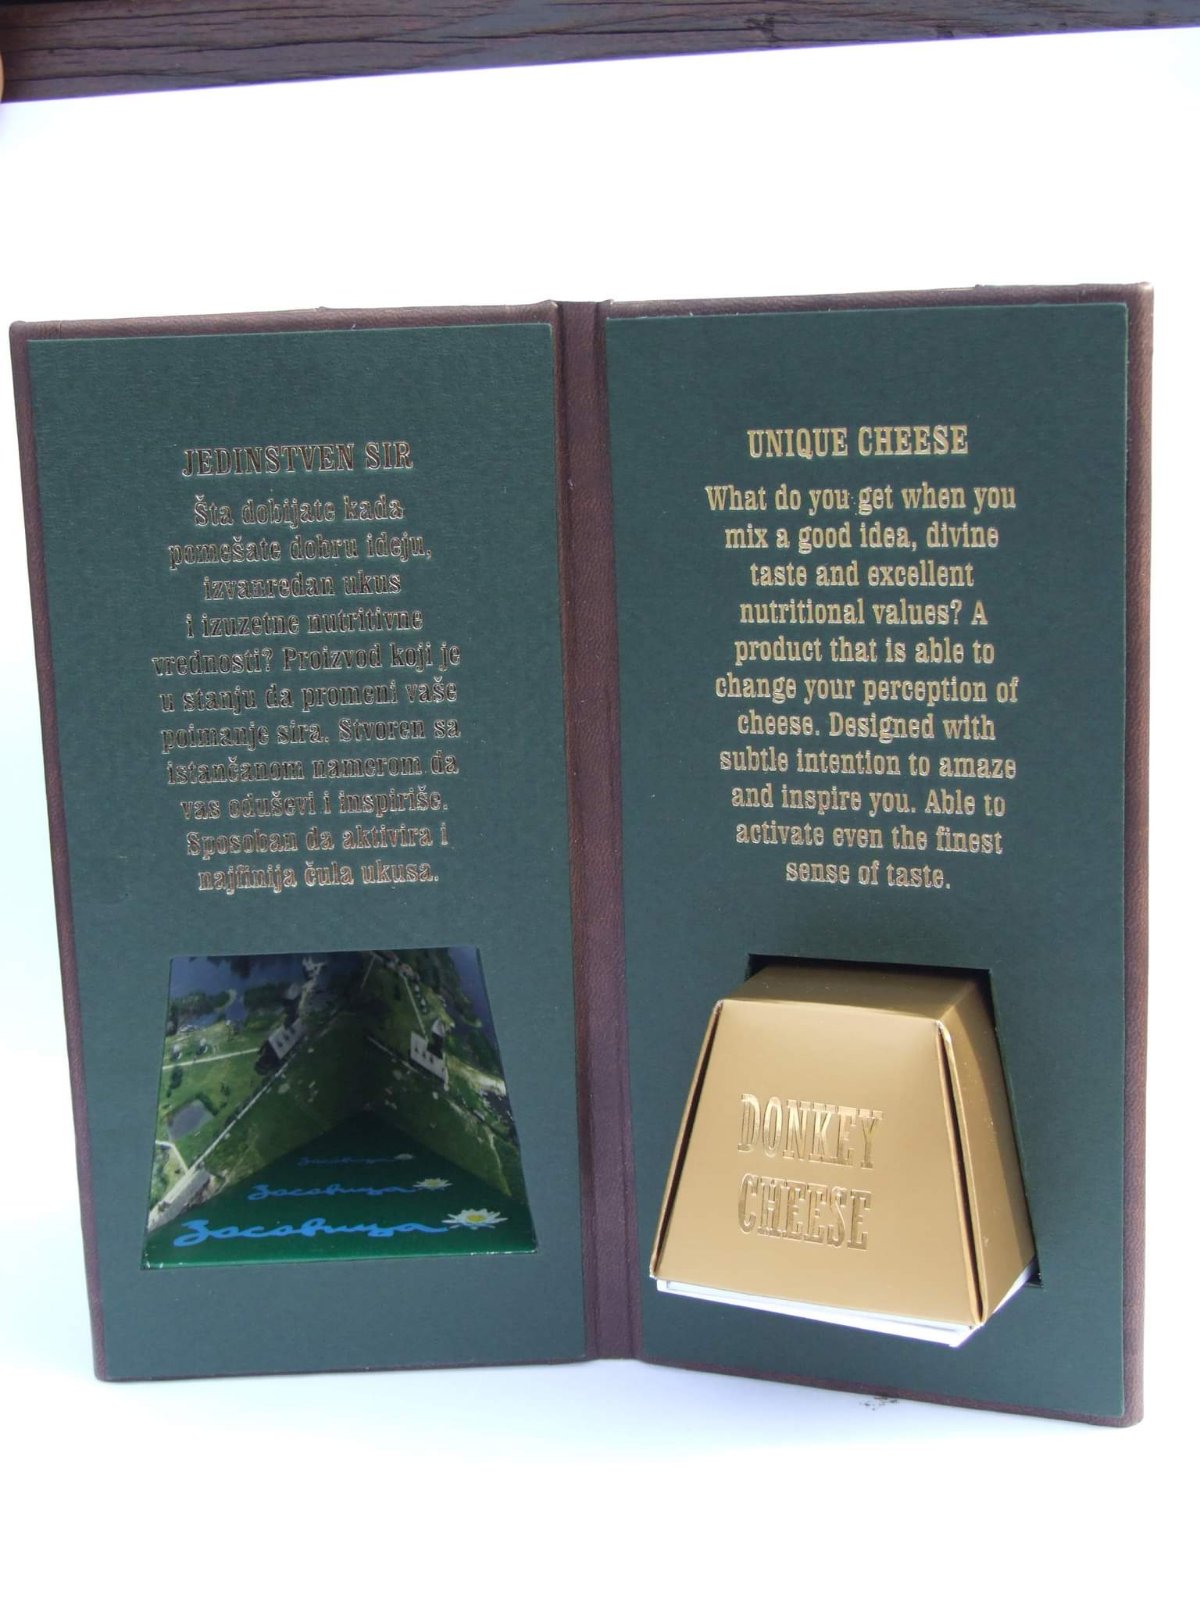 JEDINSTVEN SIR
Šta dobijate kada
pomešate dobru ideju,
izvanredan ukus
i izuzetne nutritivne
vrednosti? Proizvod koji je
u stanju da promeni vaše
poimanje sira. Stvoren sa
istančanom namerom da
vas oduševi i inspiriše.
Sposoban da aktivira i
najfinija čula ukusa.
Засавица
UNIQUE CHEESE
What do you get when you
mix a good idea, divine
taste and excellent
nutritional values? A
product that is able to
change your perception of
cheese. Designed with
subtle intention to amaze
and inspire you. Able to
activate even the finest
sense of taste.
DONKEY
CHEESE